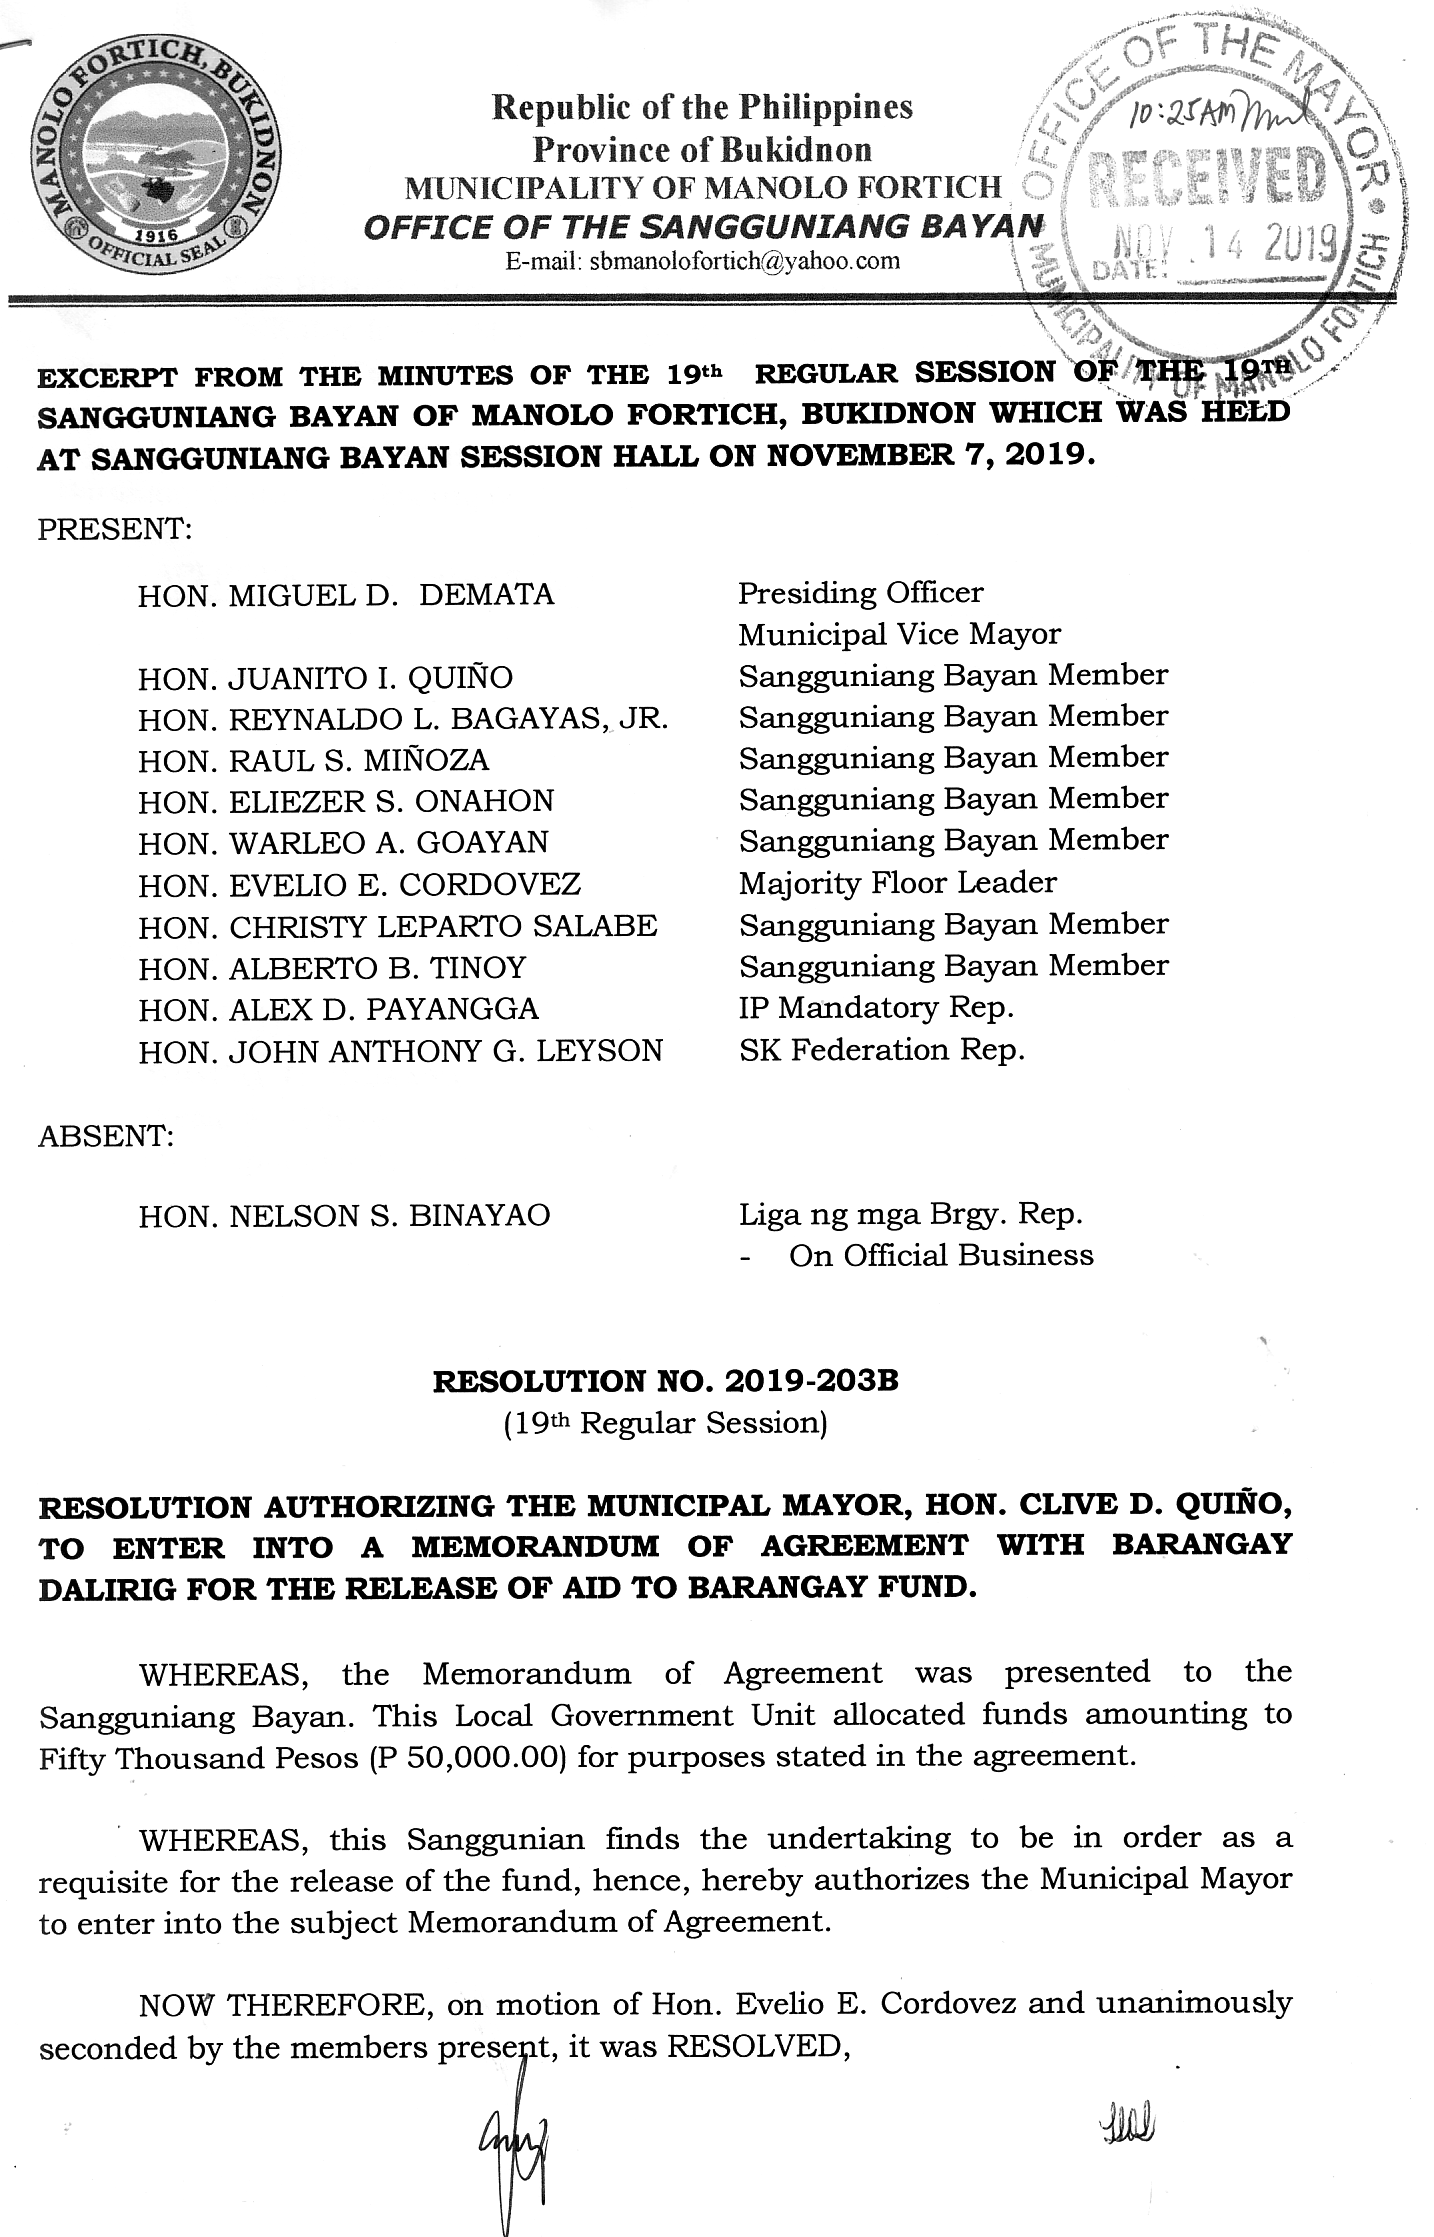 MANOLO FORTICH, BUKIDNON
1916
OFFICIAL SEAL
Republic of the Philippines
Province of Bukidnon
MUNICIPALITY OF MANOLO FORTICH
OFFICE OF THE SANGGUNIANG BAYAN
E-mail: sbmanolofortich@yahoo.com
OFFICE OF THE MAYOR
10:25AM
RECEIVED
NOV 14 2019
DATE:
MUNICIPALITY OF MANOLO FORTICH
EXCERPT FROM THE MINUTES OF THE 19th REGULAR SESSION OF THE 19TH
SANGGUNIANG BAYAN OF MANOLO FORTICH, BUKIDNON WHICH WAS HELD
AT SANGGUNIANG BAYAN SESSION HALL ON NOVEMBER 7, 2019.
PRESENT:
HON. MIGUEL D. DEMATA Presiding Officer
Municipal Vice Mayor
HON. JUANITO I. QUIÑO Sangguniang Bayan Member
HON. REYNALDO L. BAGAYAS, JR. Sangguniang Bayan Member
HON. RAUL S. MIÑOZA Sangguniang Bayan Member
HON. ELIEZER S. ONAHON Sangguniang Bayan Member
HON. WARLEO A. GOAYAN Sangguniang Bayan Member
HON. EVELIO E. CORDOVEZ Majority Floor Leader
HON. CHRISTY LEPARTO SALABE Sangguniang Bayan Member
HON. ALBERTO B. TINOY Sangguniang Bayan Member
HON. ALEX D. PAYANGGA IP Mandatory Rep.
HON. JOHN ANTHONY G. LEYSON SK Federation Rep.
ABSENT:
HON. NELSON S. BINAYAO Liga ng mga Brgy. Rep.
- On Official Business
RESOLUTION NO. 2019-203B
(19th Regular Session)
RESOLUTION AUTHORIZING THE MUNICIPAL MAYOR, HON. CLIVE D. QUIÑO,
TO ENTER INTO A MEMORANDUM OF AGREEMENT WITH BARANGAY
DALIRIG FOR THE RELEASE OF AID TO BARANGAY FUND.
WHEREAS, the Memorandum of Agreement was presented to the
Sangguniang Bayan. This Local Government Unit allocated funds amounting to
Fifty Thousand Pesos (P 50,000.00) for purposes stated in the agreement.
WHEREAS, this Sanggunian finds the undertaking to be in order as a
requisite for the release of the fund, hence, hereby authorizes the Municipal Mayor
to enter into the subject Memorandum of Agreement.
NOW THEREFORE, on motion of Hon. Evelio E. Cordovez and unanimously
seconded by the members present, it was RESOLVED,